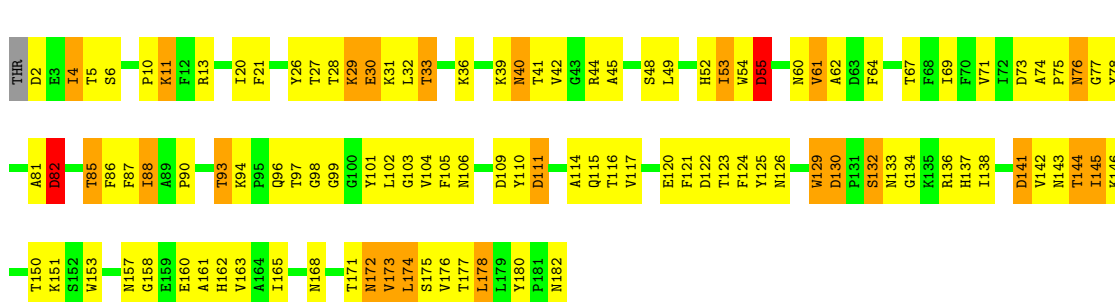 THR D2 E3 I4 T5 S6 P10 K11 F12 R13 I20 F21 Y26 T27 T28 K29 E30 K31 L32 T33 K36 K39 N40 T41 V42 G43 R44 A45 S48 L49 H52 I53 W54 D55 N60 V61 A62 D63 F64 T67 F68 I69 F70 V71 I72 D73 A74 P75 N76 G77 Y78
A81 D82 T85 F86 F87 I88 A89 P90 T93 K94 P95 Q96 T97 G98 G99 G100 Y101 L102 G103 V104 F105 N106 D109 Y110 D111 A114 Q115 T116 V117 E120 F121 D122 T123 F124 Y125 N126 W129 D130 P131 S132 N133 G134 K135 R136 H137 I138 D141 V142 N143 T144 I145 K146
T150 K151 S152 W153 N157 G158 E159 E160 A161 H162 V163 A164 I165 N168 T171 N172 V173 L174 S175 V176 T177 L178 L179 Y180 P181 N182